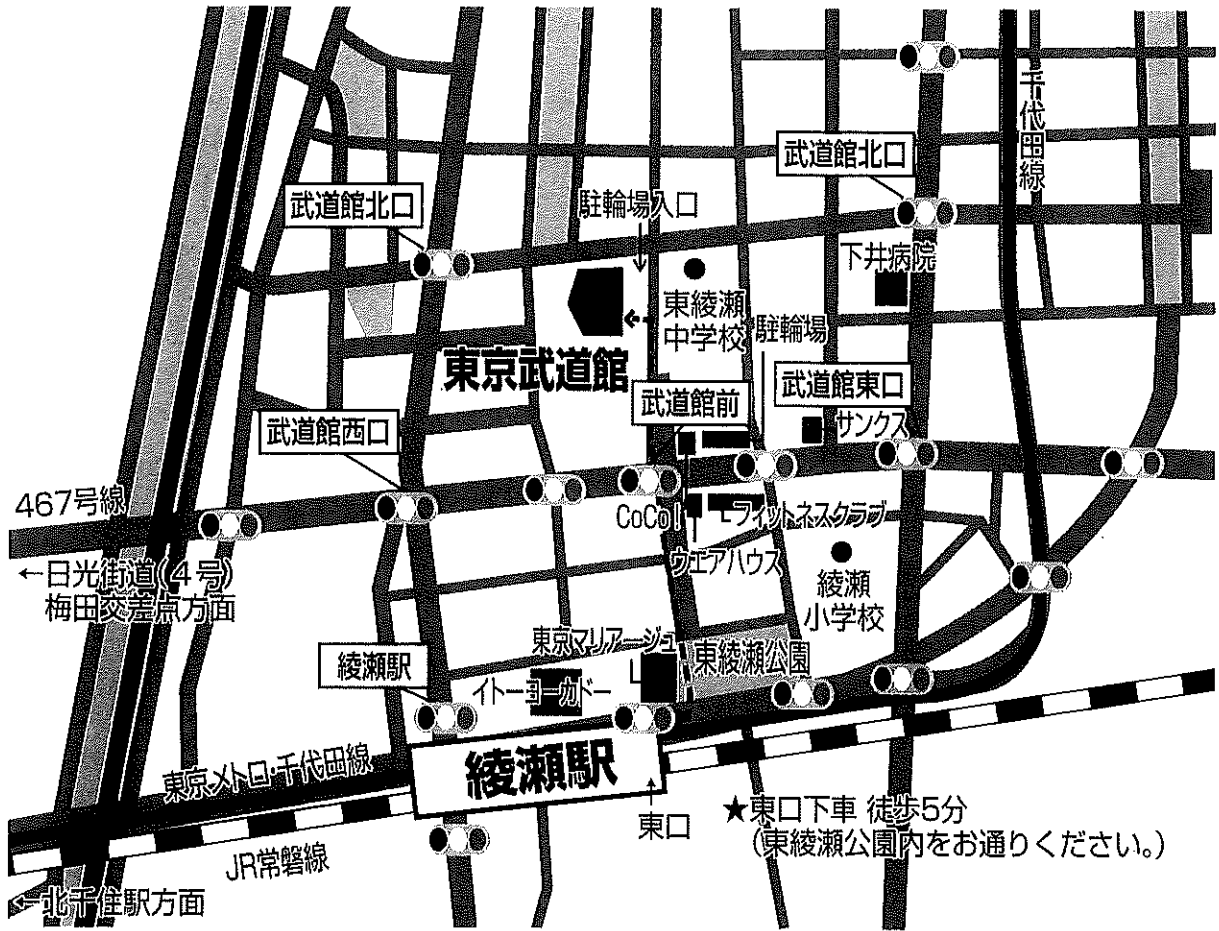 千代田線
武道館北口
武道館北口
駐輪場入口
下井病院
東綾瀬
中学校
駐輪場
東京武道館
武道館前
武道館東口
サンクス
武道館西口
467号線
CoCo!
フィットネスクラブ
ウエアハウス
←日光街道(4号)
梅田交差点方面
綾瀬
小学校
東京マリアージュ
東綾瀬公園
綾瀬駅
イトーヨーカドー
東京メトロ・千代田線
綾瀬駅
東口
★東口下車 徒歩5分
(東綾瀬公園内をお通りください。)
JR常磐線
←北千住駅方面